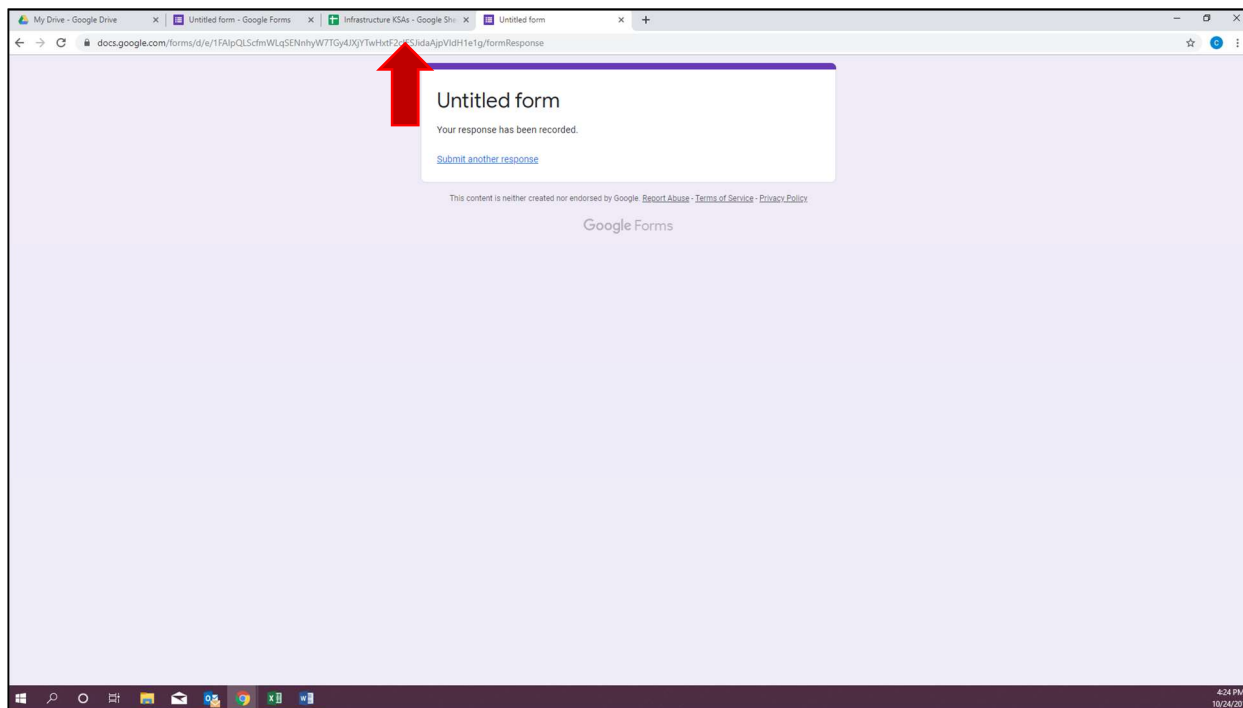 My Drive - Google Drive
Untitled form - Google Forms
Infrastructure KSAs - Google She
Untitled form
docs.google.com/forms/d/e/
/formResponse
C
Untitled form
Your response has been recorded.
Submit another response
This content is neither created nor endorsed by Google. Report Abuse - Terms of Service - Privacy Policy
Google Forms
4:24 PM
10/24/20